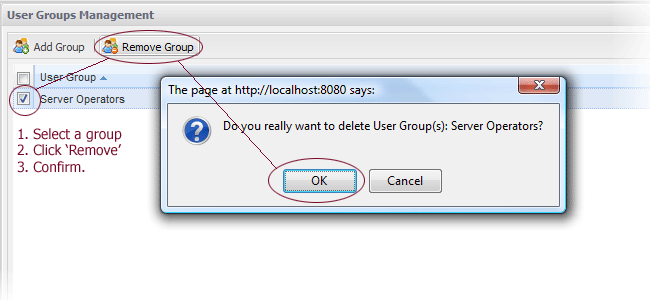 User Groups Management
Add Group Remove Group
User Group
Server Operators
1. Select a group
2. Click ‘Remove’
3. Confirm.
The page at http://localhost:8080 says:
Do you really want to delete User Group(s): Server Operators?
OK Cancel